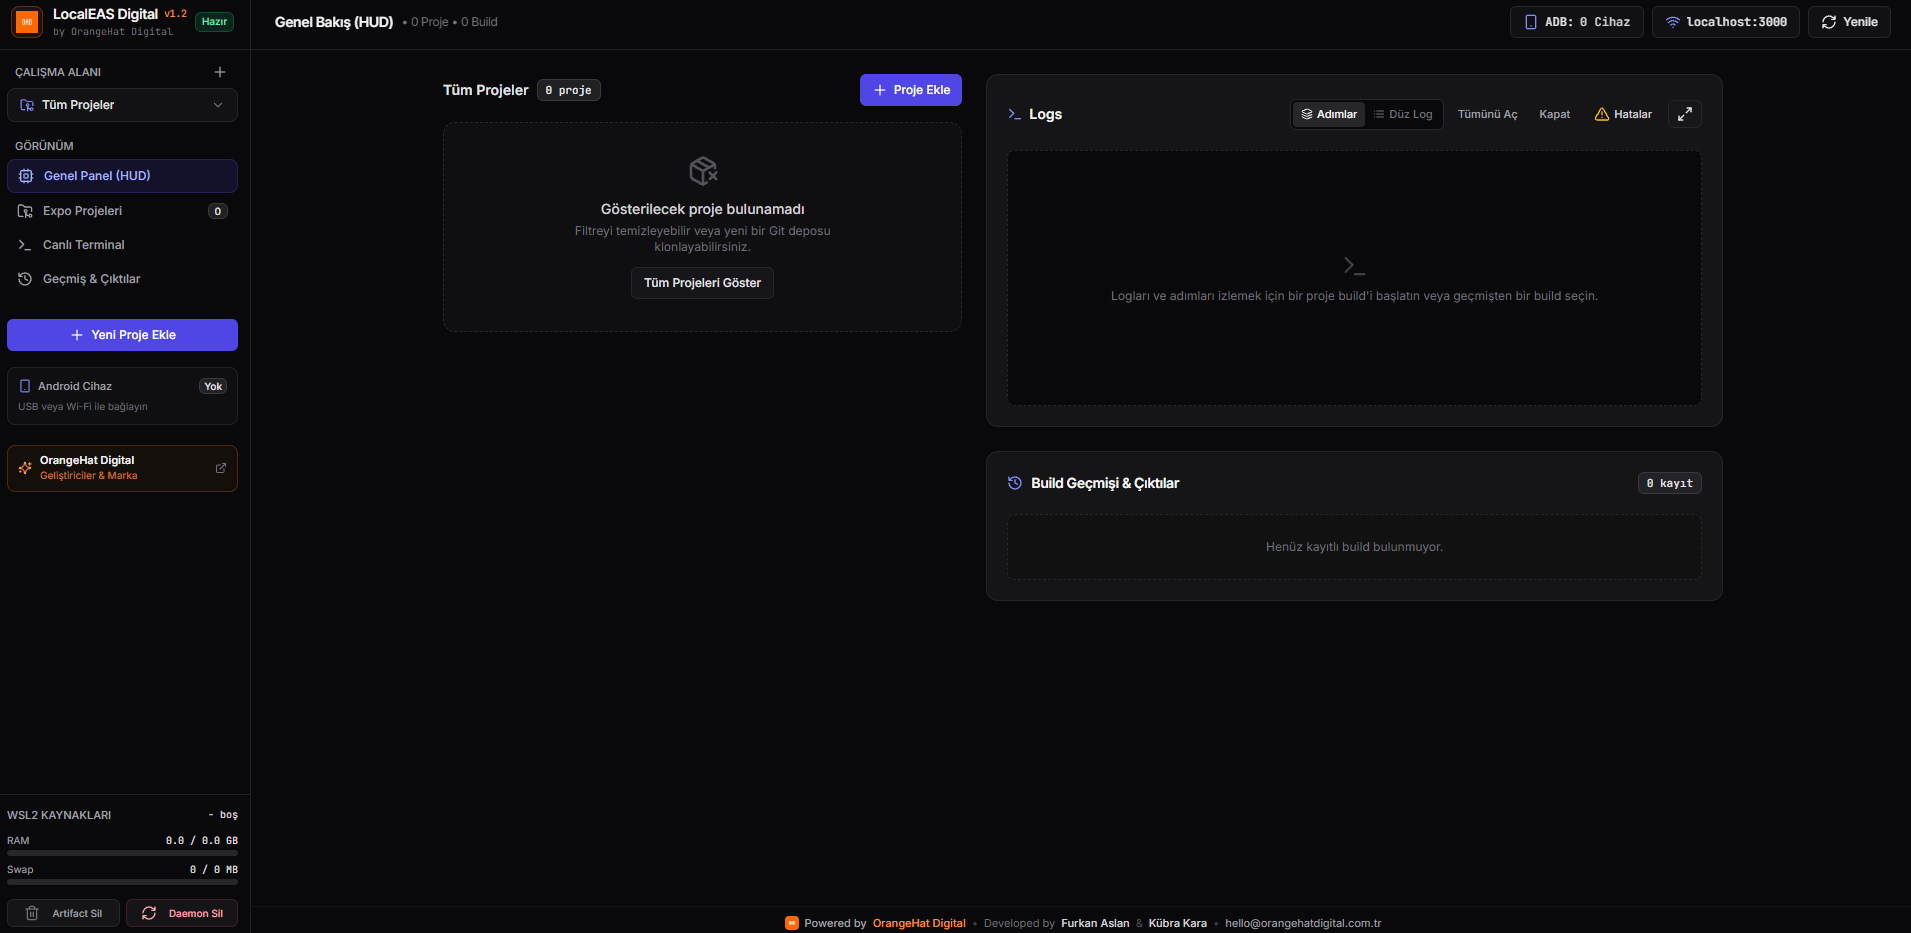 LocalEAS Digital v1.2
by OrangeHat Digital
Hazır
ÇALIŞMA ALANI
Tüm Projeler
GÖRÜNÜM
Genel Panel (HUD)
Expo Projeleri 0
Canlı Terminal
Geçmiş & Çıktılar
Yeni Proje Ekle
Android Cihaz Yok
USB veya Wi-Fi ile bağlayın
OrangeHat Digital
Geliştiriciler & Marka
WSL2 KAYNAKLARI - boş
RAM 0.0 / 0.0 GB
Swap 0 / 0 MB
Artifact Sil Daemon Sil
Genel Bakış (HUD) • 0 Proje • 0 Build
ADB: 0 Cihaz localhost:3000 Yenile
Tüm Projeler 0 proje Proje Ekle
Gösterilecek proje bulunamadı
Filtreyi temizleyebilir veya yeni bir Git deposu
klonlayabilirsiniz.
Tüm Projeleri Göster
Logs Adımlar Düz Log Tümünü Aç Kapat Hatalar
Logları ve adımları izlemek için bir proje build'i başlatın veya geçmişten bir build seçin.
Build Geçmişi & Çıktılar 0 kayıt
Henüz kayıtlı build bulunmuyor.
Powered by OrangeHat Digital • Developed by Furkan Aslan & Kübra Kara • hello@orangehatdigital.com.tr